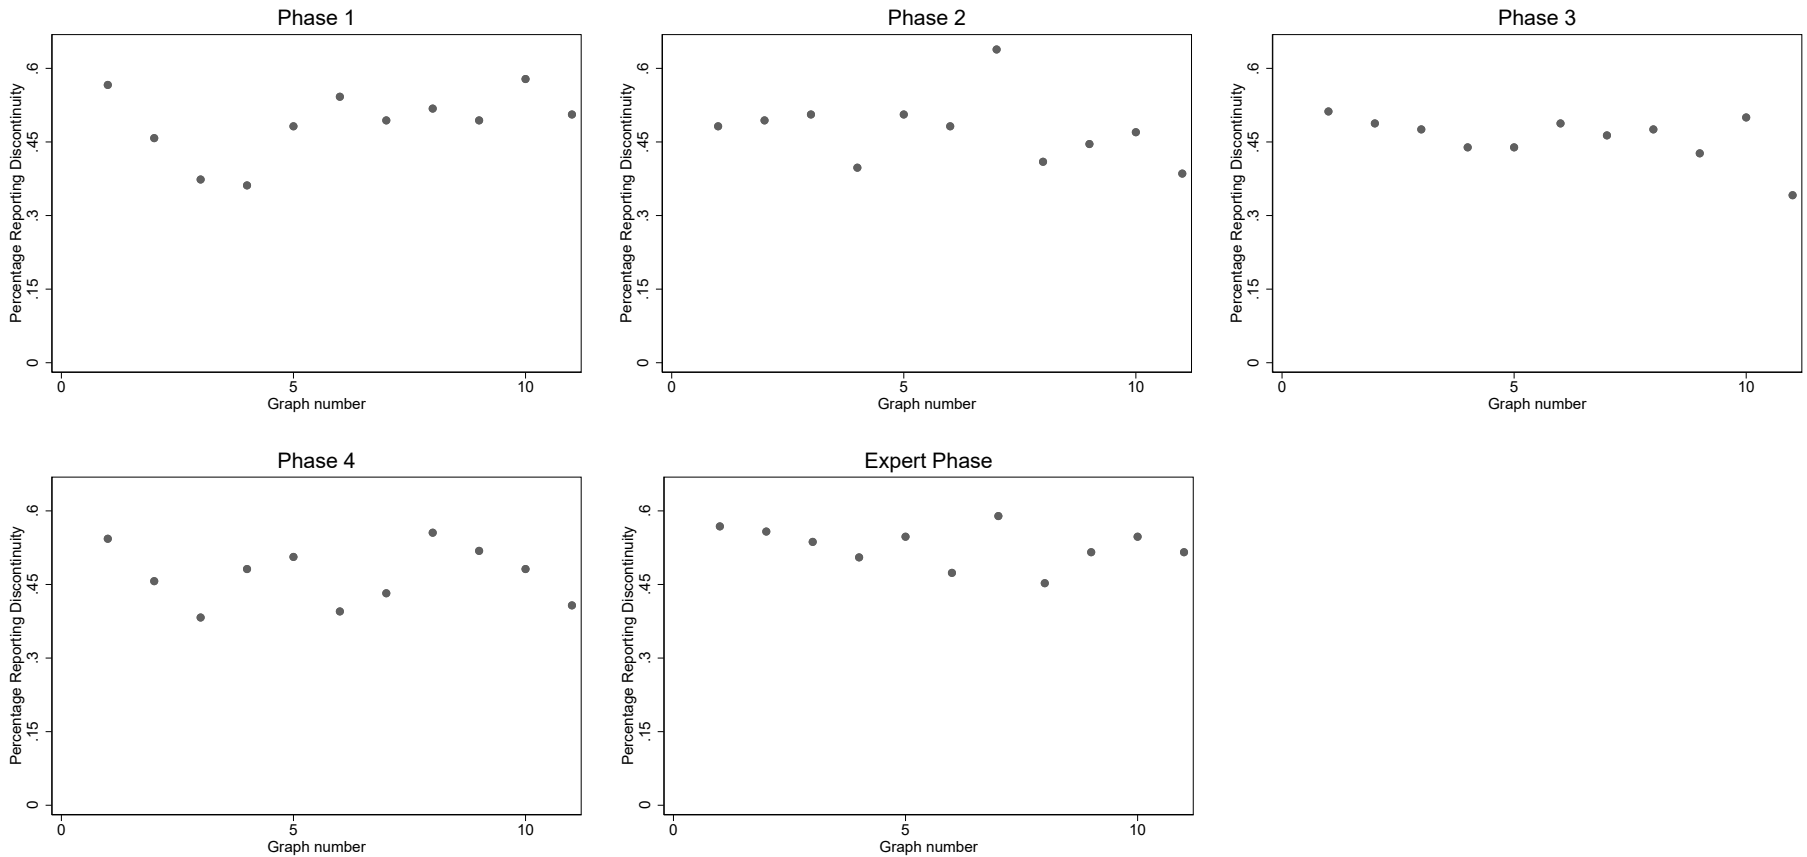 Phase 1
Percentage Reporting Discontinuity
.6
.45
.3
.15
0
0 5 10
Graph number
Phase 2
Percentage Reporting Discontinuity
.6
.45
.3
.15
0
0 5 10
Graph number
Phase 3
Percentage Reporting Discontinuity
.6
.45
.3
.15
0
0 5 10
Graph number
Phase 4
Percentage Reporting Discontinuity
.6
.45
.3
.15
0
0 5 10
Graph number
Expert Phase
Percentage Reporting Discontinuity
.6
.45
.3
.15
0
0 5 10
Graph number